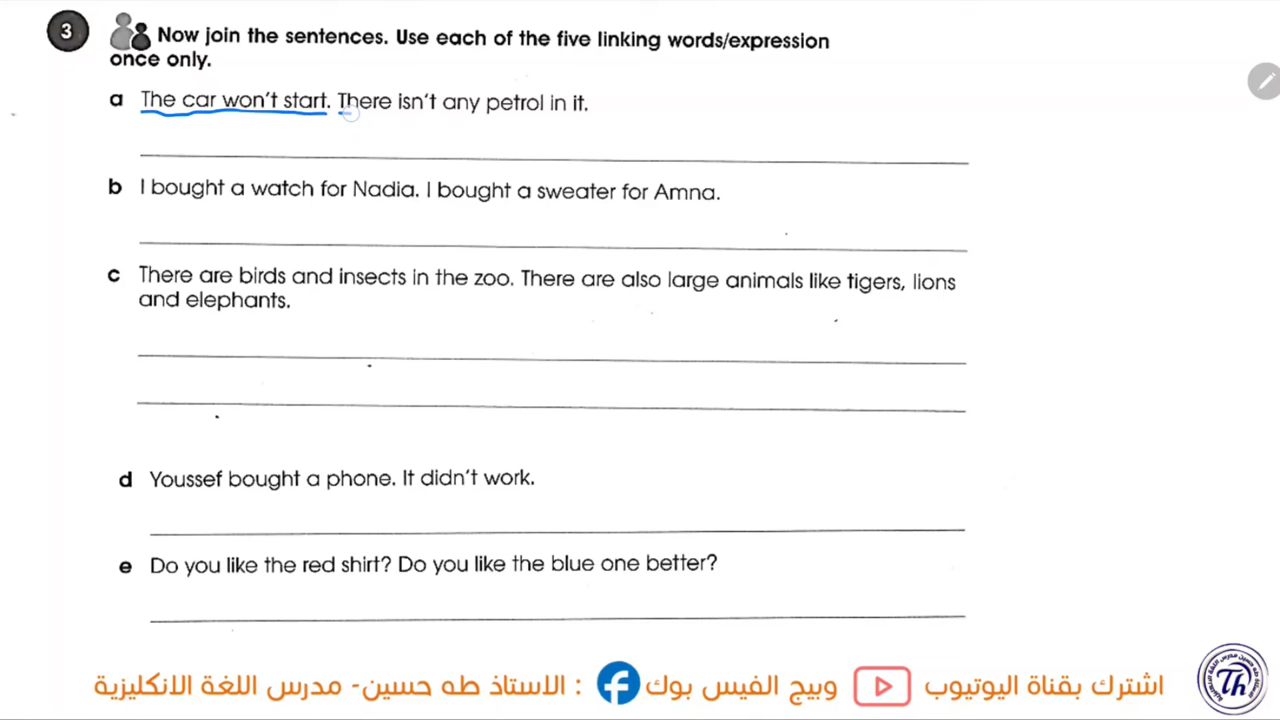 3 Now join the sentences. Use each of the five linking words/expression
once only.
a The car won't start. There isn't any petrol in it.
b I bought a watch for Nadia. I bought a sweater for Amna.
c There are birds and insects in the zoo. There are also large animals like tigers, lions
and elephants.
d Youssef bought a phone. It didn't work.
e Do you like the red shirt? Do you like the blue one better?
اشترك بقناة اليوتيوب وبيج الفيس بوك : الاستاذ طه حسين- مدرس اللغة الانكليزية
Th